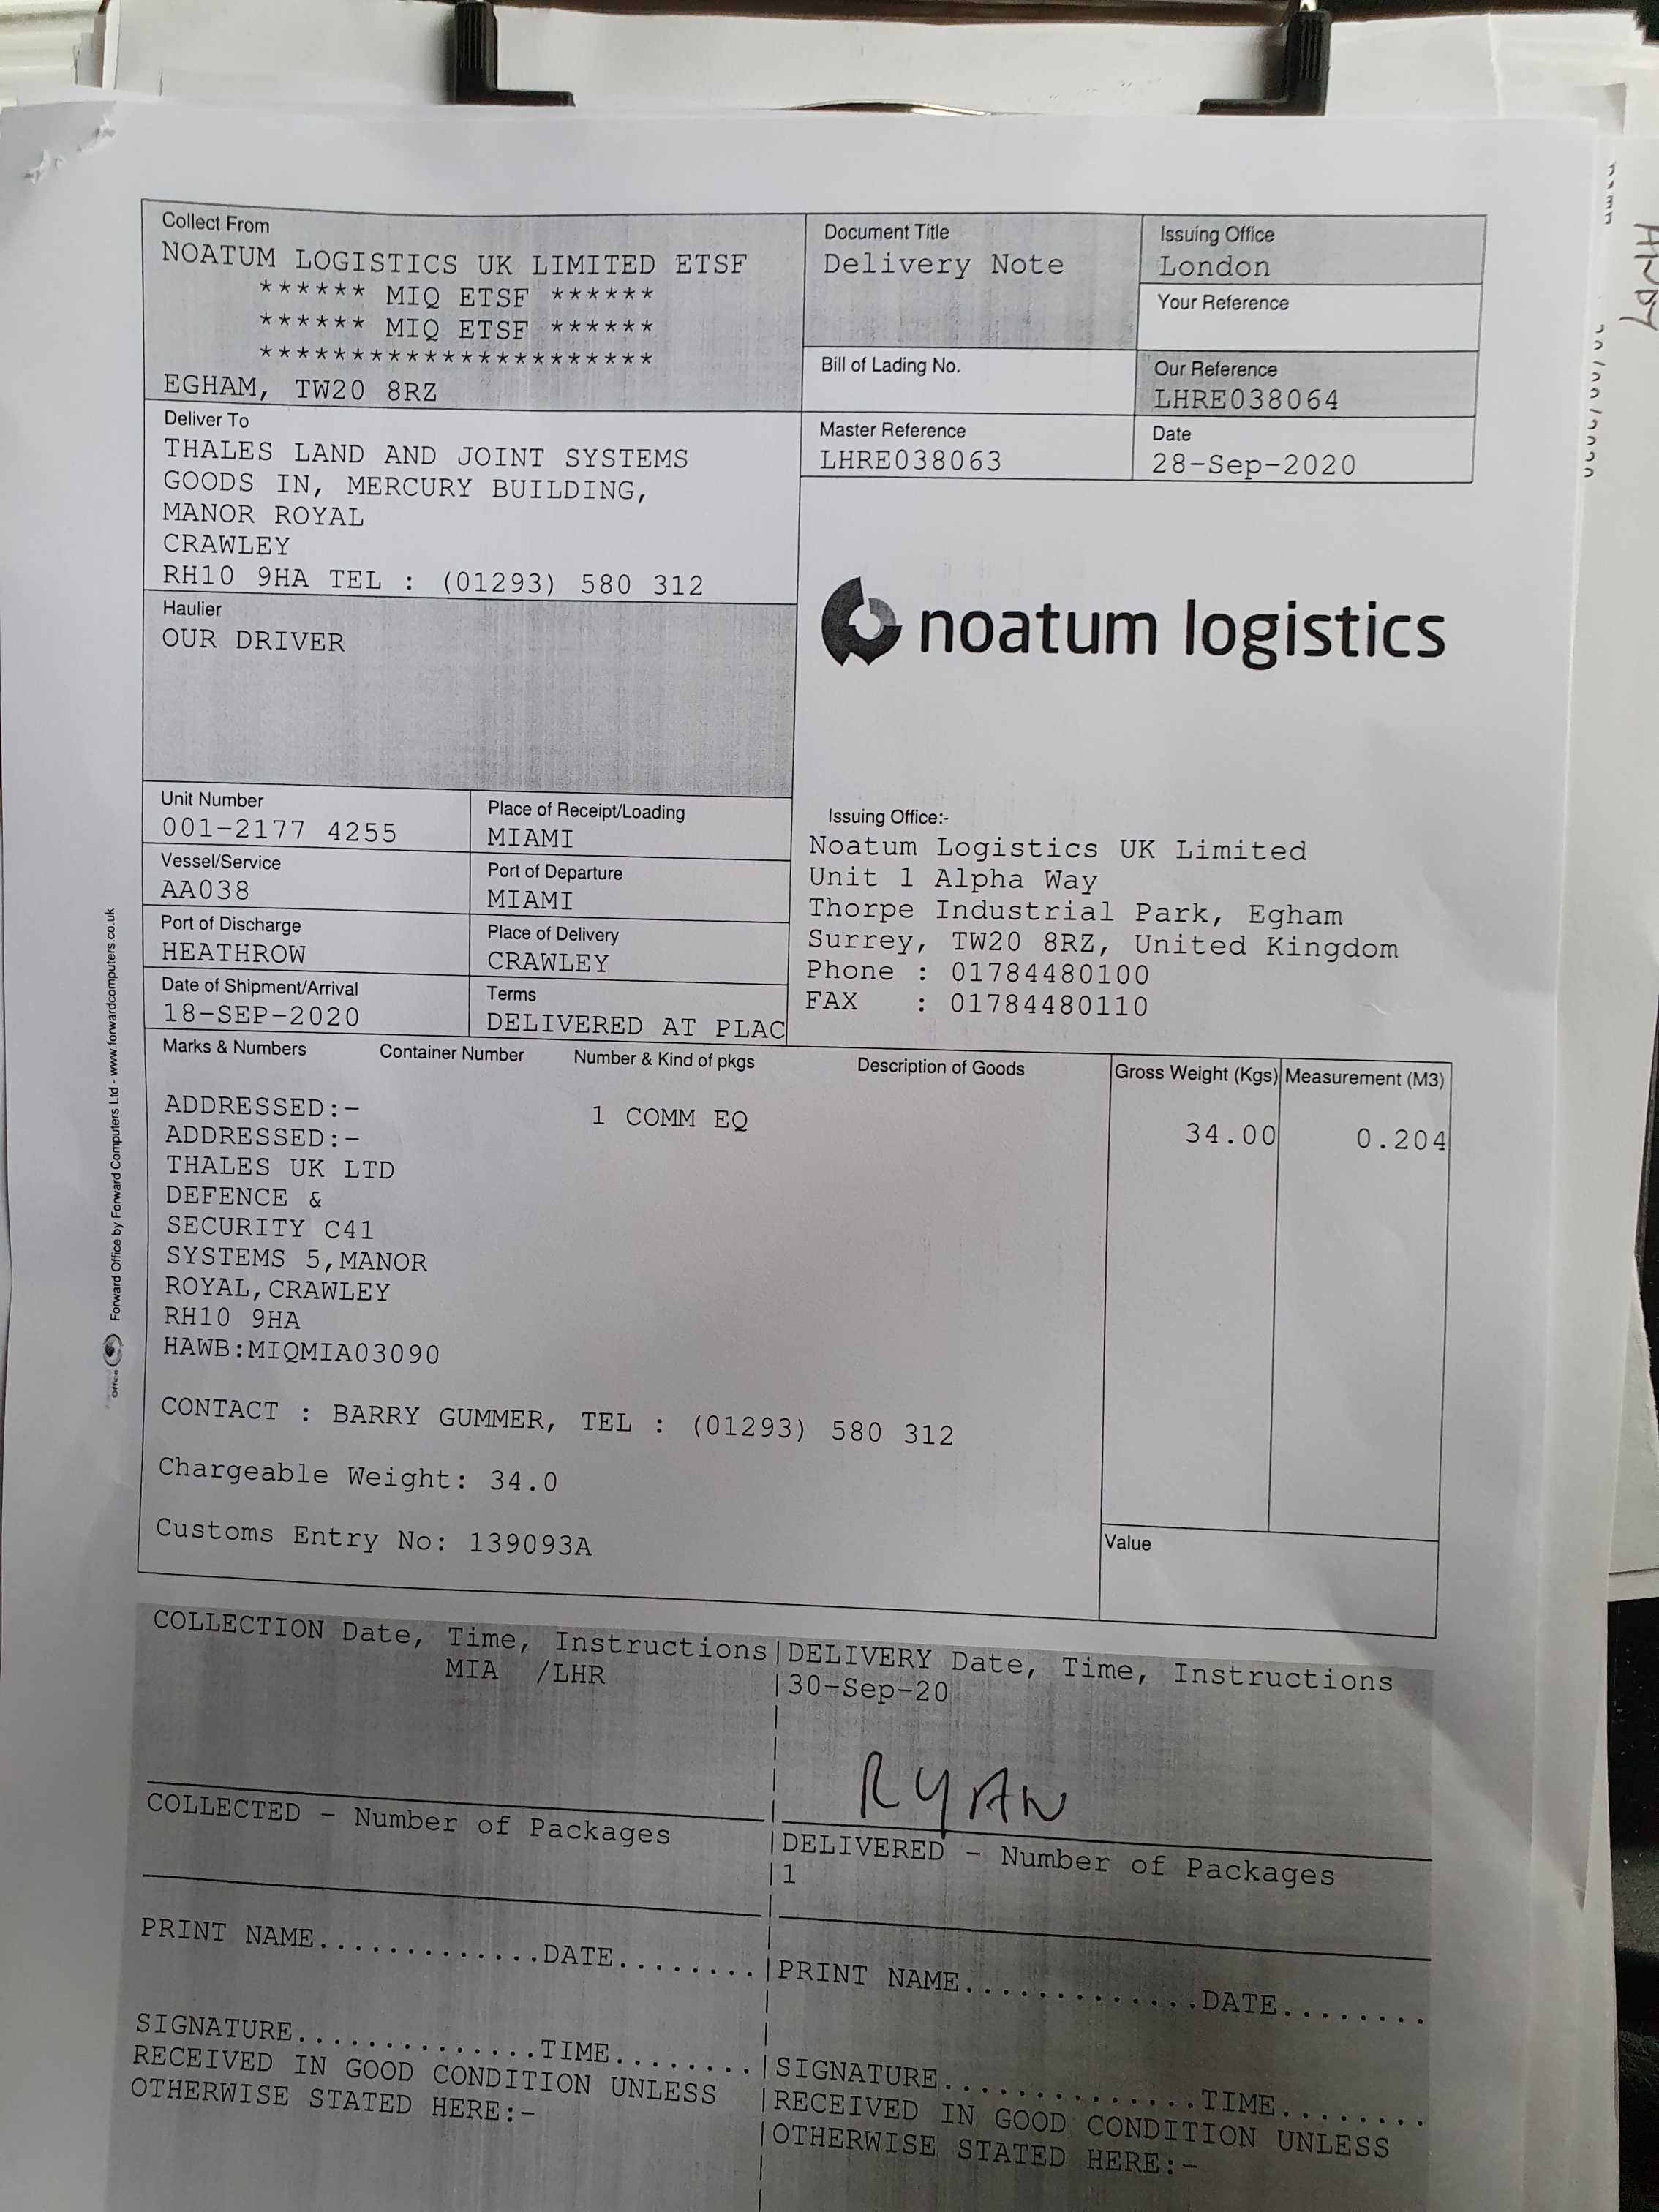 Collect From
NOATUM LOGISTICS UK LIMITED ETSF
****** MIQ ETSF ******
****** MIQ ETSF ******
**********************
EGHAM, TW20 8RZ
Document Title
Delivery Note
Issuing Office
London
Your Reference
Bill of Lading No.
Our Reference
LHRE038064
Master Reference
LHRE038063
Date
28-Sep-2020
Deliver To
THALES LAND AND JOINT SYSTEMS
GOODS IN, MERCURY BUILDING,
MANOR ROYAL
CRAWLEY
RH10 9HA TEL : (01293) 580 312
Haulier
OUR DRIVER
noatum logistics
Unit Number
001-2177 4255
Place of Receipt/Loading
MIAMI
Vessel/Service
AA038
Port of Departure
MIAMI
Port of Discharge
HEATHROW
Place of Delivery
CRAWLEY
Date of Shipment/Arrival
18-SEP-2020
Terms
DELIVERED AT PLAC
Issuing Office:-
Noatum Logistics UK Limited
Unit 1 Alpha Way
Thorpe Industrial Park, Egham
Surrey, TW20 8RZ, United Kingdom
Phone : 01784480100
FAX : 01784480110
Marks & Numbers Container Number Number & Kind of pkgs Description of Goods Gross Weight (Kgs) Measurement (M3)
ADDRESSED:- 1 COMM EQ 34.00 0.204
ADDRESSED:-
THALES UK LTD
DEFENCE &
SECURITY C41
SYSTEMS 5,MANOR
ROYAL,CRAWLEY
RH10 9HA
HAWB:MIQMIA03090
CONTACT : BARRY GUMMER, TEL : (01293) 580 312
Chargeable Weight: 34.0
Customs Entry No: 139093A
Value
Forward Office by Forward Computers Ltd - www.forwardcomputers.co.uk
COLLECTION Date, Time, Instructions|DELIVERY Date, Time, Instructions
MIA /LHR |30-Sep-20
RYAN
COLLECTED - Number of Packages |DELIVERED - Number of Packages
|1
PRINT NAME.............DATE........|PRINT NAME.............DATE........
SIGNATURE..............TIME........|SIGNATURE..............TIME........
RECEIVED IN GOOD CONDITION UNLESS |RECEIVED IN GOOD CONDITION UNLESS
OTHERWISE STATED HERE:- |OTHERWISE STATED HERE:-